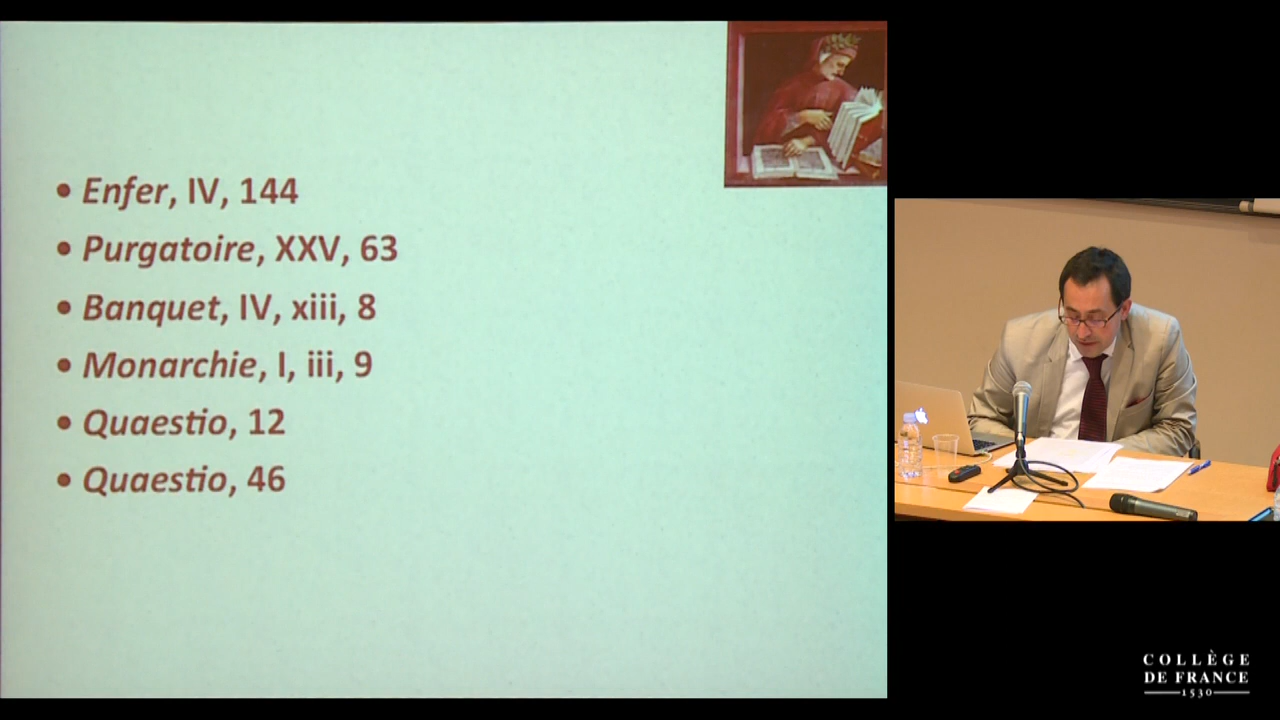 • Enfer, IV, 144
• Purgatoire, XXV, 63
• Banquet, IV, xiii, 8
• Monarchie, I, iii, 9
• Quaestio, 12
• Quaestio, 46
COLLÈGE
DE FRANCE
1530